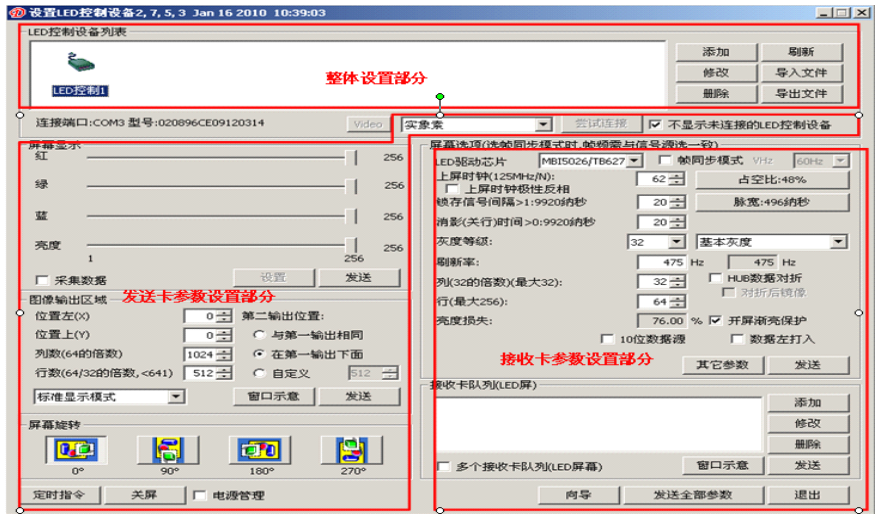 设置LED控制设备2, 7, 5, 3 Jan 16 2010 10:39:03
LED控制设备列表
LED控制1
整体设置部分
添加
刷新
修改
导入文件
删除
导出文件
连接端口:COM3 型号:020896CE09120314
Video
实象素
尝试连接
不显示未连接的LED控制设备
屏幕显示
红
256
绿
256
蓝
256
亮度
256
1
256
采集数据
设置
发送
发送卡参数设置部分
图像输出区域
位置左(X)
0
第二输出位置:
位置上(Y)
0
与第一输出相同
列数(64的倍数)
1024
在第一输出下面
行数(64/32的倍数,<641)
512
自定义
512
标准显示模式
窗口示意
发送
屏幕旋转
0°
90°
180°
270°
定时指令
关屏
电源管理
屏幕选项(选帧同步模式时,帧频需与信号源选一致)
LED驱动芯片
MBI5026/TB627
帧同步模式
VHz
60Hz
上屏时钟(125MHz/N):
62
占空比:48%
上屏时钟极性反相
锁存信号间隔>1:9920纳秒
20
脉宽:496纳秒
消影(关行)时间>0:9920纳秒
20
灰度等级:
32
基本灰度
刷新率:
475 Hz
475 Hz
列(32的倍数)(最大32):
32
HUB数据对折
对折后镜像
行(最大256):
64
亮度损失:
76.00 %
开屏渐亮保护
10位数据源
数据左打入
接收卡参数设置部分
其它参数
发送
接收卡队列(LED屏)
添加
修改
删除
多个接收卡队列(LED屏幕)
窗口示意
发送
向导
发送全部参数
退出